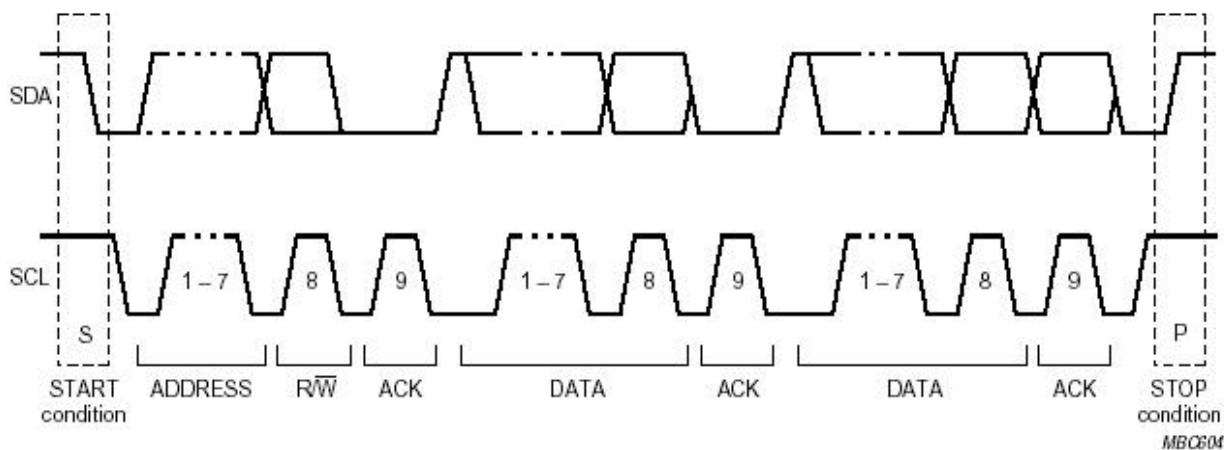 SDA
SCL
1 – 7 8 9 1 – 7 8 9 1 – 7 8 9
S P
START condition ADDRESS R/W̅ ACK DATA ACK DATA ACK STOP condition
MBC604